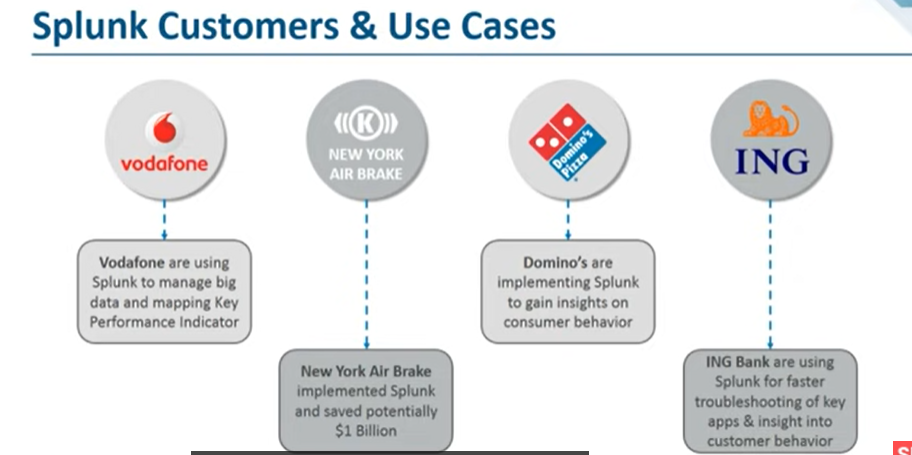 Splunk Customers & Use Cases
vodafone
K
NEW YORK
AIR BRAKE
Domino's
Pizza
ING
Vodafone are using
Splunk to manage big
data and mapping Key
Performance Indicator
New York Air Brake
implemented Splunk
and saved potentially
$1 Billion
Domino's are
implementing Splunk
to gain insights on
consumer behavior
ING Bank are using
Splunk for faster
troubleshooting of key
apps & insight into
customer behavior